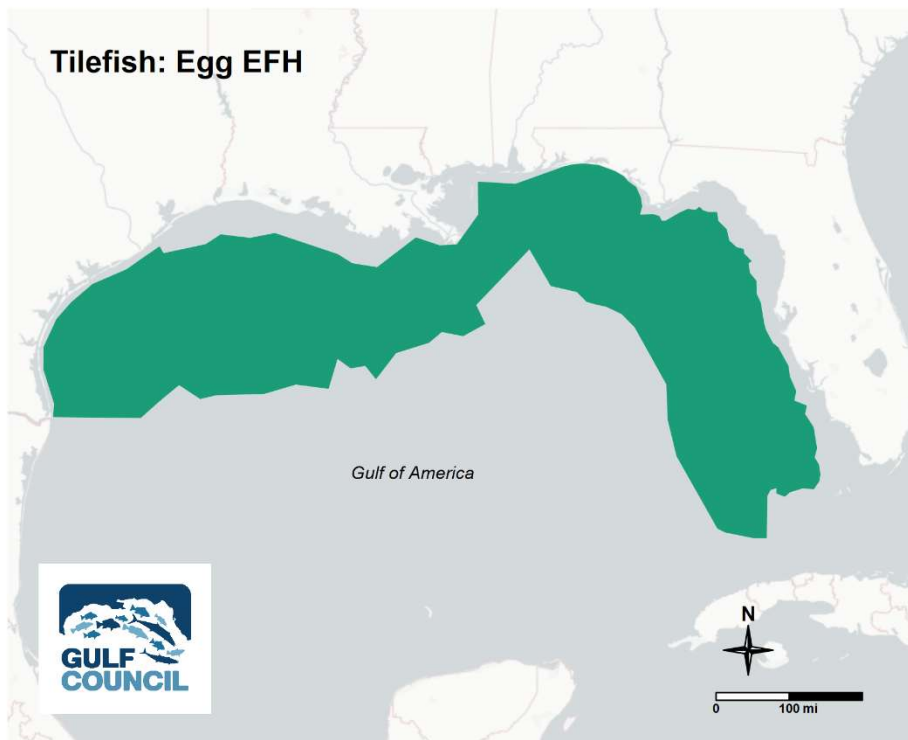 Tilefish: Egg EFH
Gulf of America
GULF
COUNCIL
N
0 100 mi